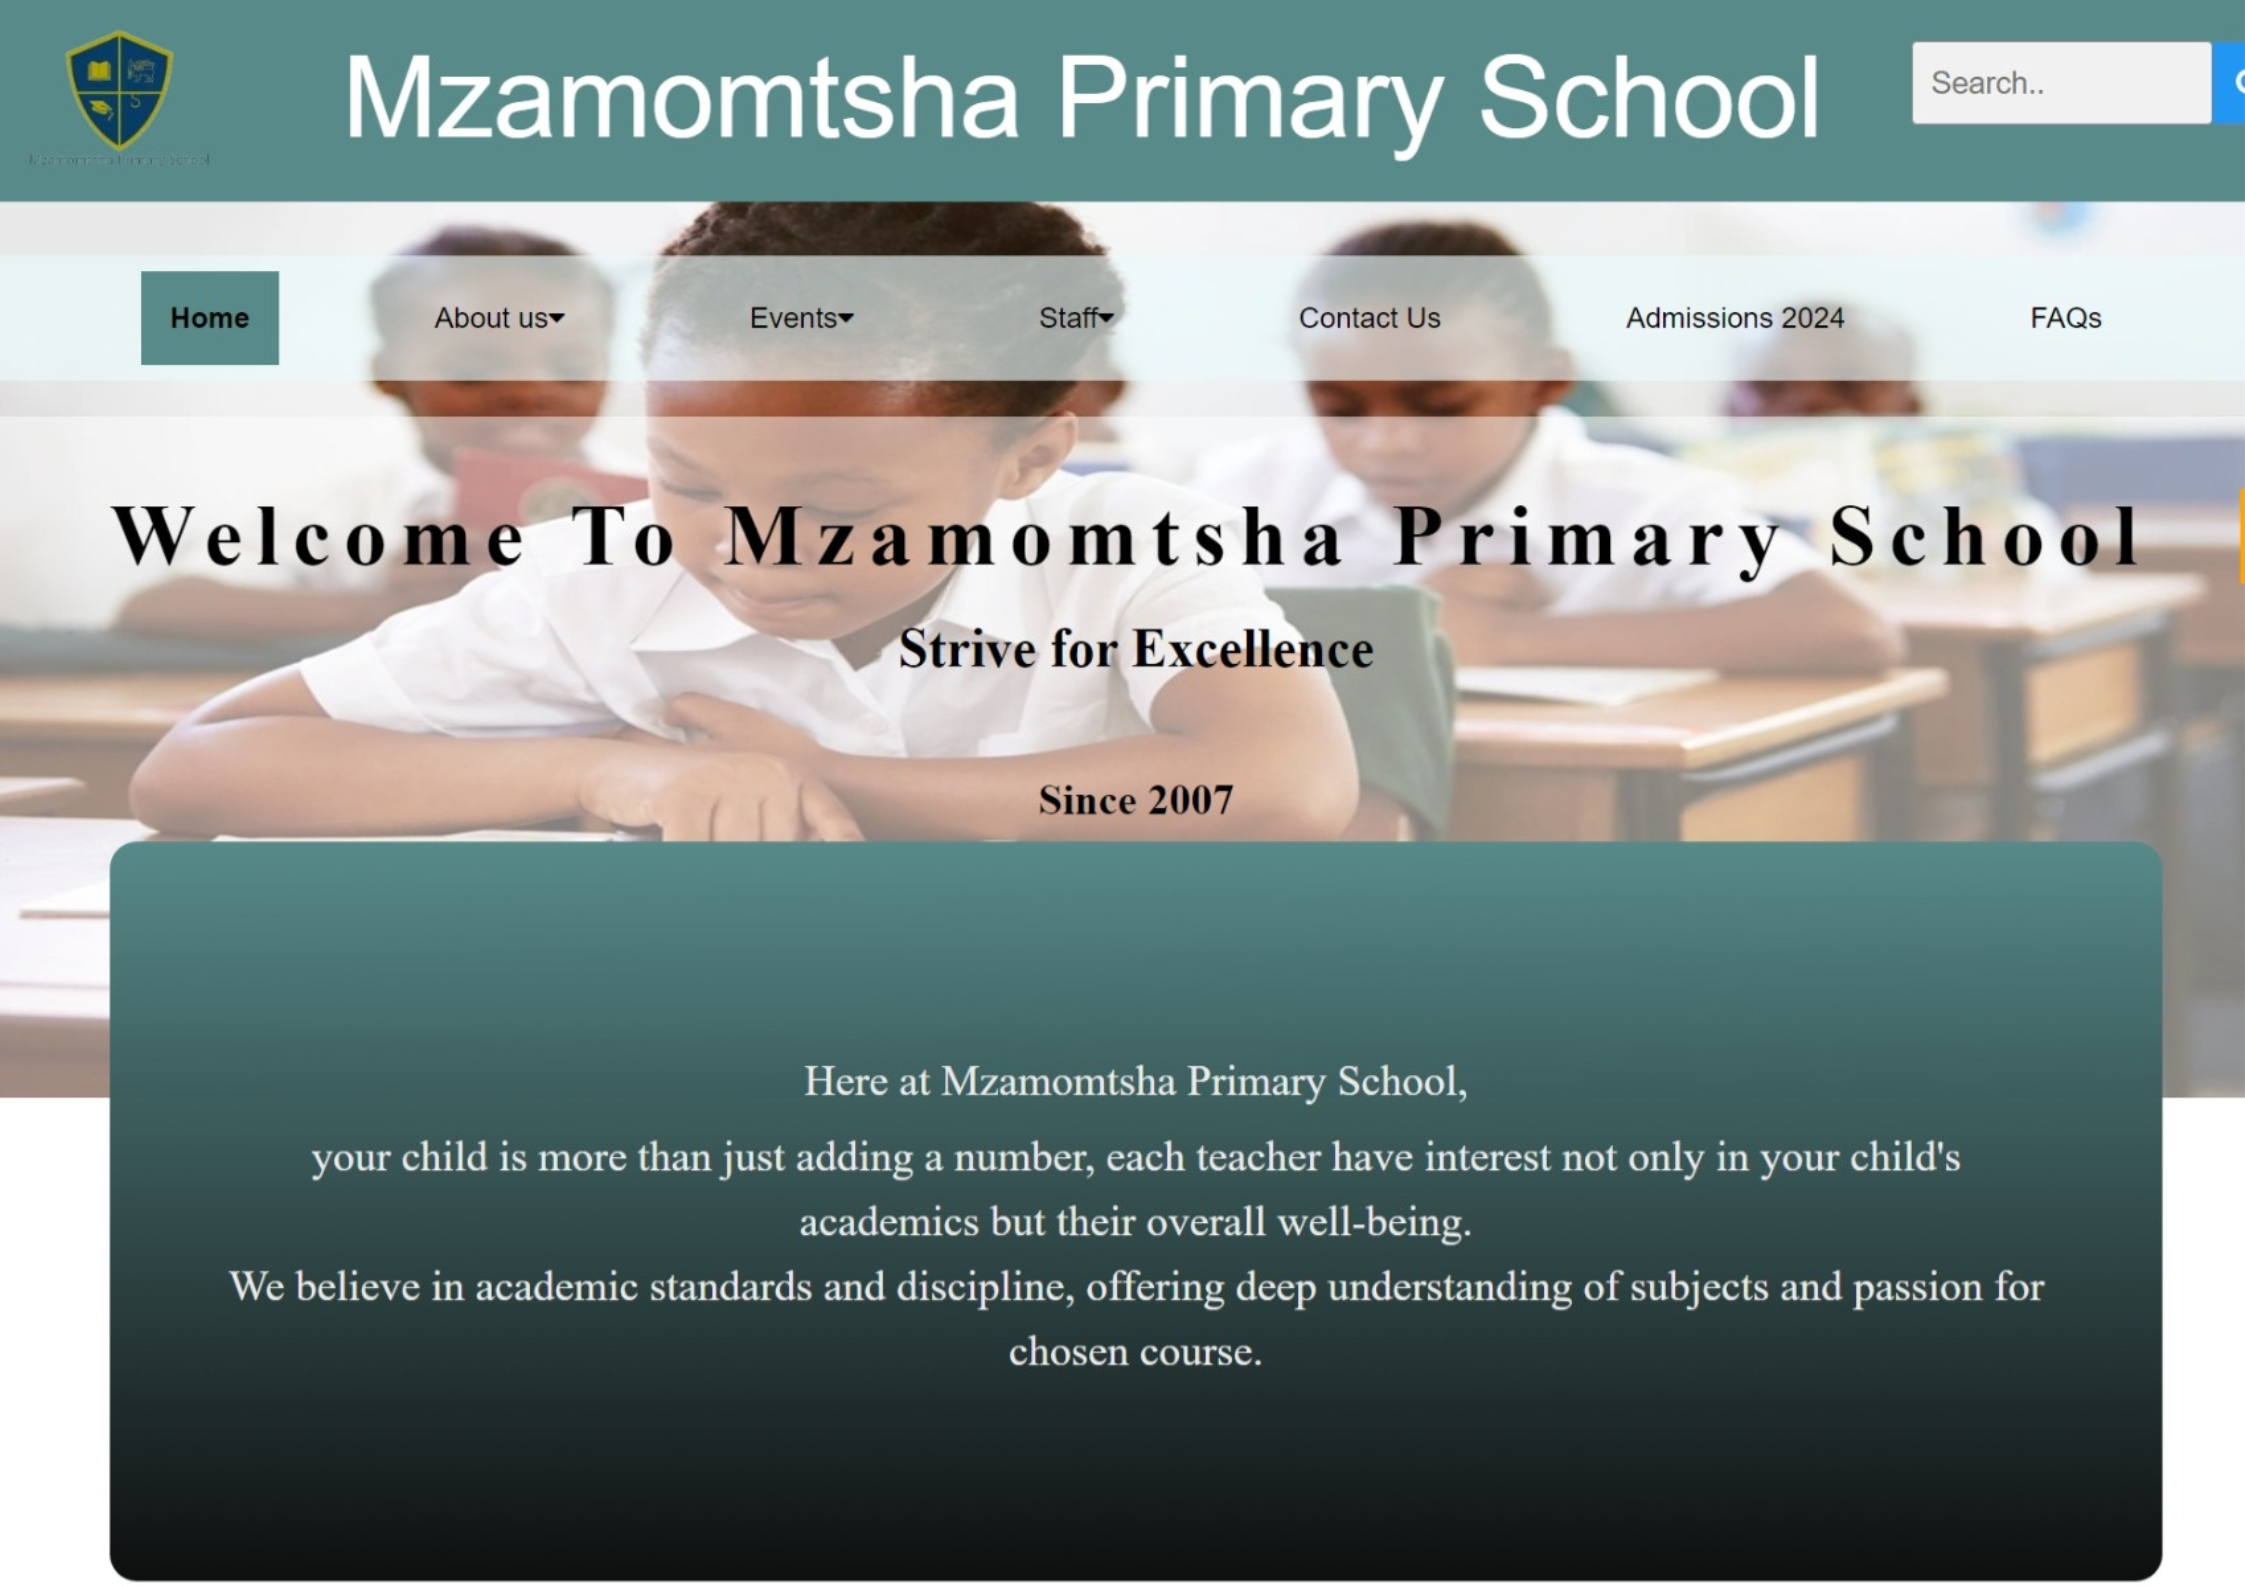 Mzamomtsha Primary School
Search..
Mzamomtsha Primary School
Home
About us
Events
Staff
Contact Us
Admissions 2024
FAQs
Welcome To Mzamomtsha Primary School
Strive for Excellence
Since 2007
Here at Mzamomtsha Primary School,
your child is more than just adding a number, each teacher have interest not only in your child's
academics but their overall well-being.
We believe in academic standards and discipline, offering deep understanding of subjects and passion for
chosen course.